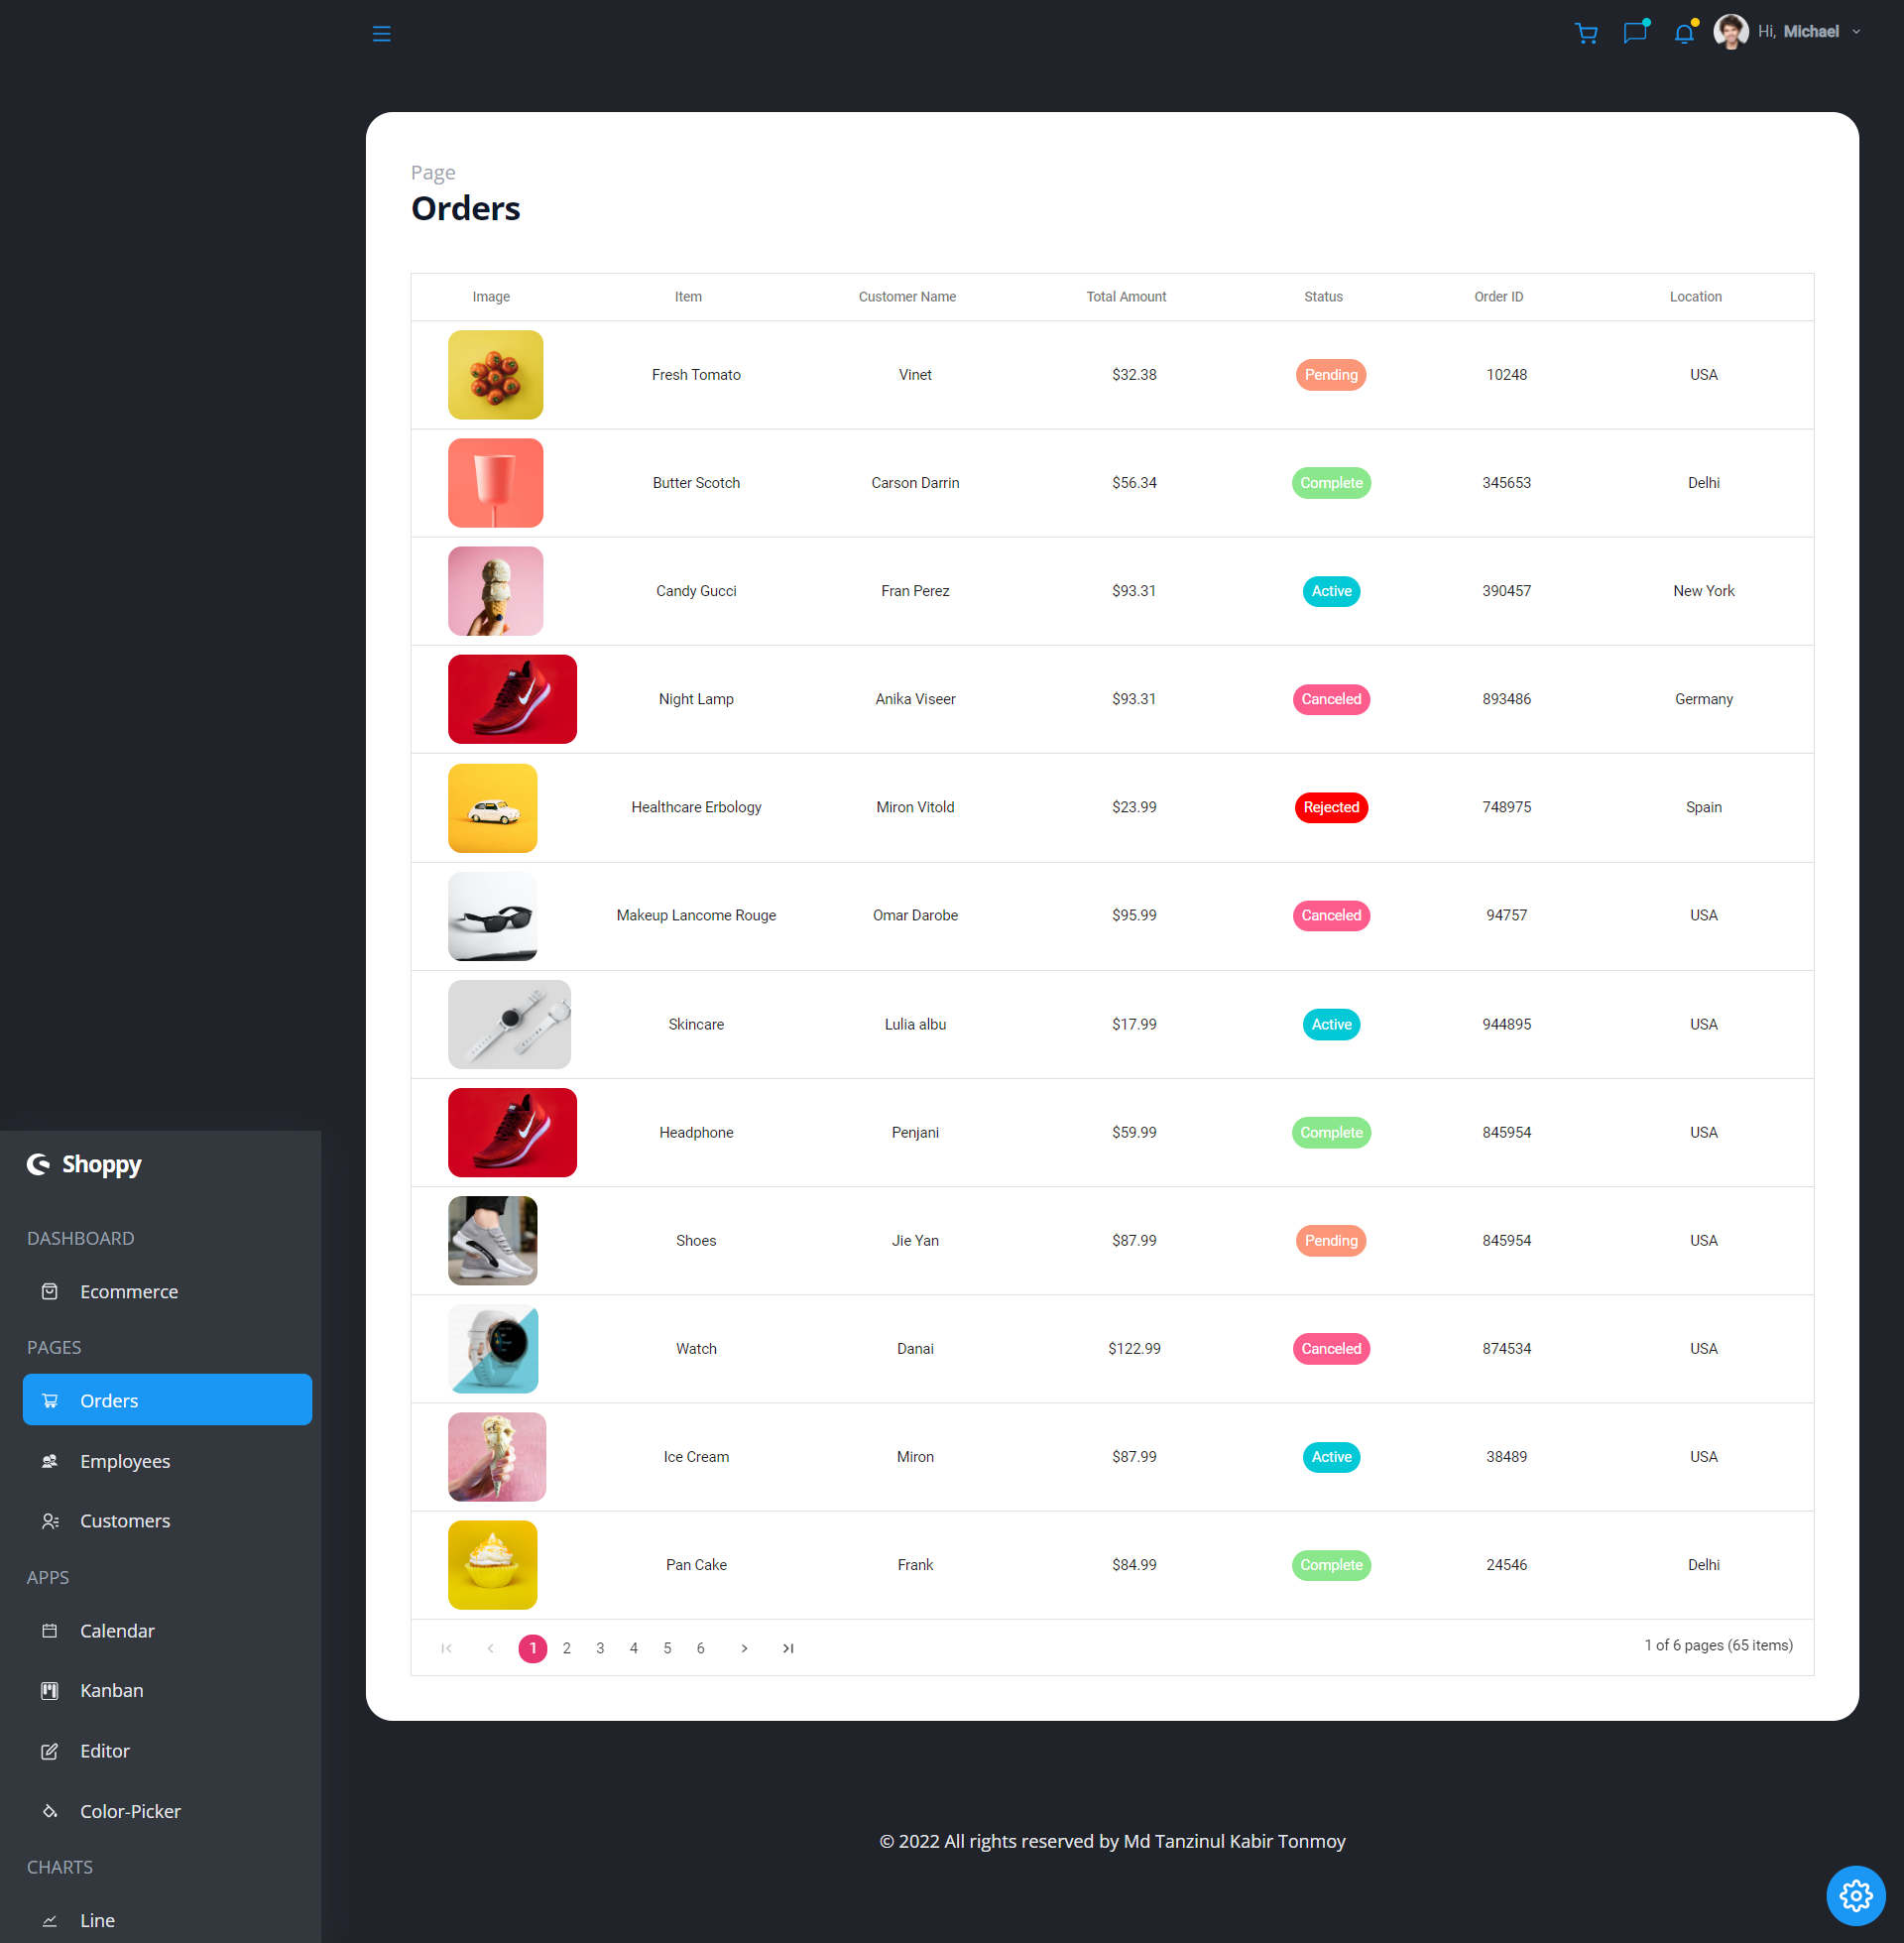 Hi, Michael
Page
Orders
Image Item Customer Name Total Amount Status Order ID Location
Fresh Tomato Vinet $32.38 Pending 10248 USA
Butter Scotch Carson Darrin $56.34 Complete 345653 Delhi
Candy Gucci Fran Perez $93.31 Active 390457 New York
Night Lamp Anika Viseer $93.31 Canceled 893486 Germany
Healthcare Erbology Miron Vitold $23.99 Rejected 748975 Spain
Makeup Lancome Rouge Omar Darobe $95.99 Canceled 94757 USA
Skincare Lulia albu $17.99 Active 944895 USA
Headphone Penjani $59.99 Complete 845954 USA
Shoes Jie Yan $87.99 Pending 845954 USA
Watch Danai $122.99 Canceled 874534 USA
Ice Cream Miron $87.99 Active 38489 USA
Pan Cake Frank $84.99 Complete 24546 Delhi
1 2 3 4 5 6 1 of 6 pages (65 items)
Shoppy
DASHBOARD
Ecommerce
PAGES
Orders
Employees
Customers
APPS
Calendar
Kanban
Editor
Color-Picker
CHARTS
Line
© 2022 All rights reserved by Md Tanzinul Kabir Tonmoy